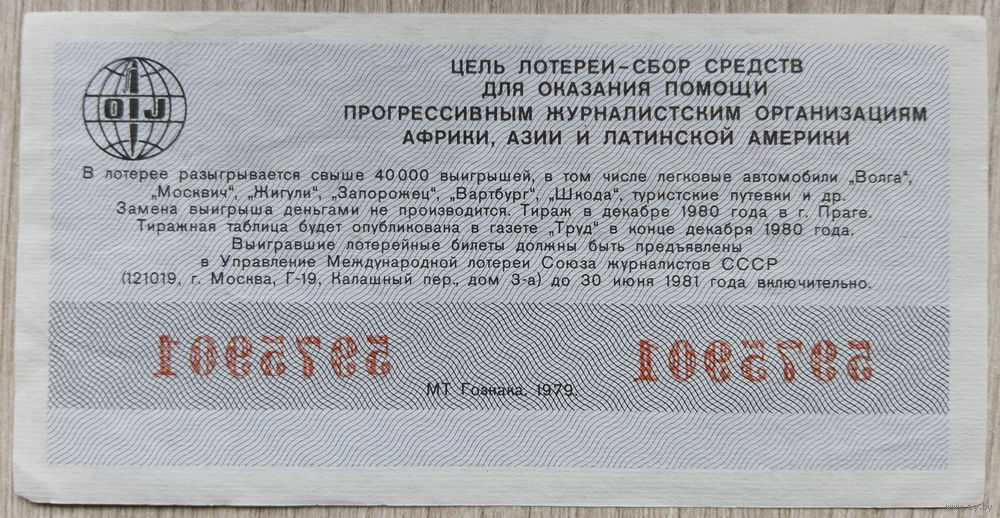 OIJ
ЦЕЛЬ ЛОТЕРЕИ–СБОР СРЕДСТВ
ДЛЯ ОКАЗАНИЯ ПОМОЩИ
ПРОГРЕССИВНЫМ ЖУРНАЛИСТСКИМ ОРГАНИЗАЦИЯМ
АФРИКИ, АЗИИ И ЛАТИНСКОЙ АМЕРИКИ
В лотерее разыгрывается свыше 40 000 выигрышей, в том числе легковые автомобили „Волга“,
„Москвич“, „Жигули“, „Запорожец“, „Вартбург“, „Шкода“, туристские путевки и др.
Замена выигрыша деньгами не производится. Тираж в декабре 1980 года в г. Праге.
Тиражная таблица будет опубликована в газете „Труд“ в конце декабря 1980 года.
Выигравшие лотерейные билеты должны быть предъявлены
в Управление Международной лотереи Союза журналистов СССР
(121019, г. Москва, Г-19, Калашный пер., дом 3-а) до 30 июня 1981 года включительно.
5975901 5975901
МТ Гознака. 1979.